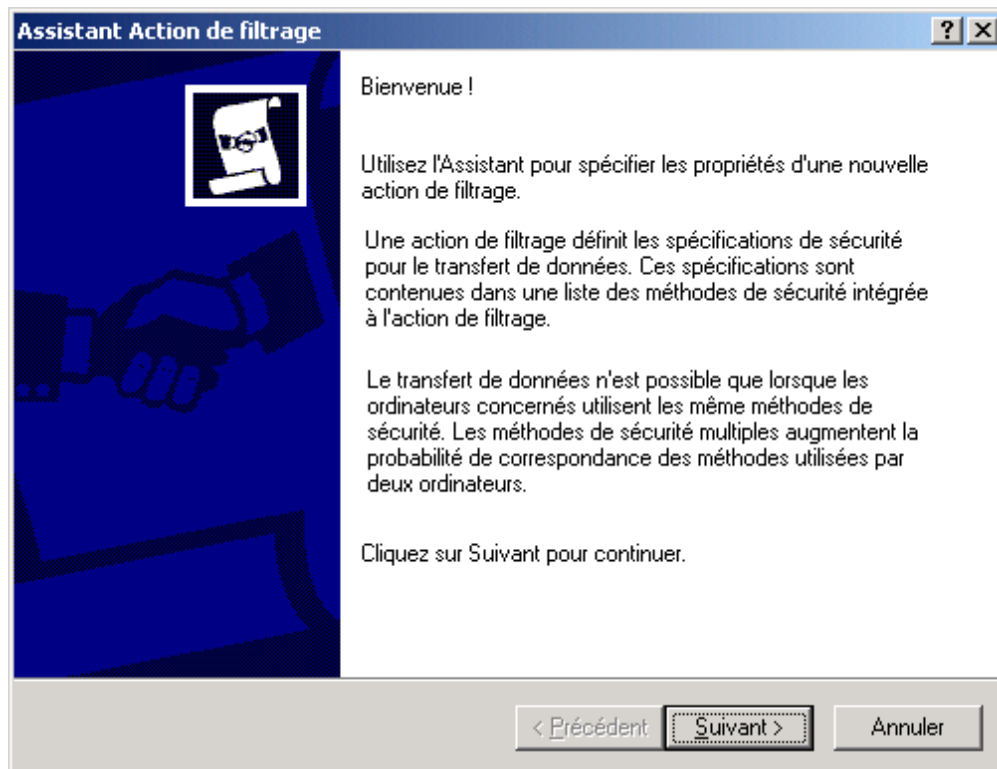 Assistant Action de filtrage
Bienvenue !
Utilisez l'Assistant pour spécifier les propriétés d'une nouvelle
action de filtrage.
Une action de filtrage définit les spécifications de sécurité
pour le transfert de données. Ces spécifications sont
contenues dans une liste des méthodes de sécurité intégrée
à l'action de filtrage.
Le transfert de données n'est possible que lorsque les
ordinateurs concernés utilisent les même méthodes de
sécurité. Les méthodes de sécurité multiples augmentent la
probabilité de correspondance des méthodes utilisées par
deux ordinateurs.
Cliquez sur Suivant pour continuer.
< Précédent Suivant > Annuler